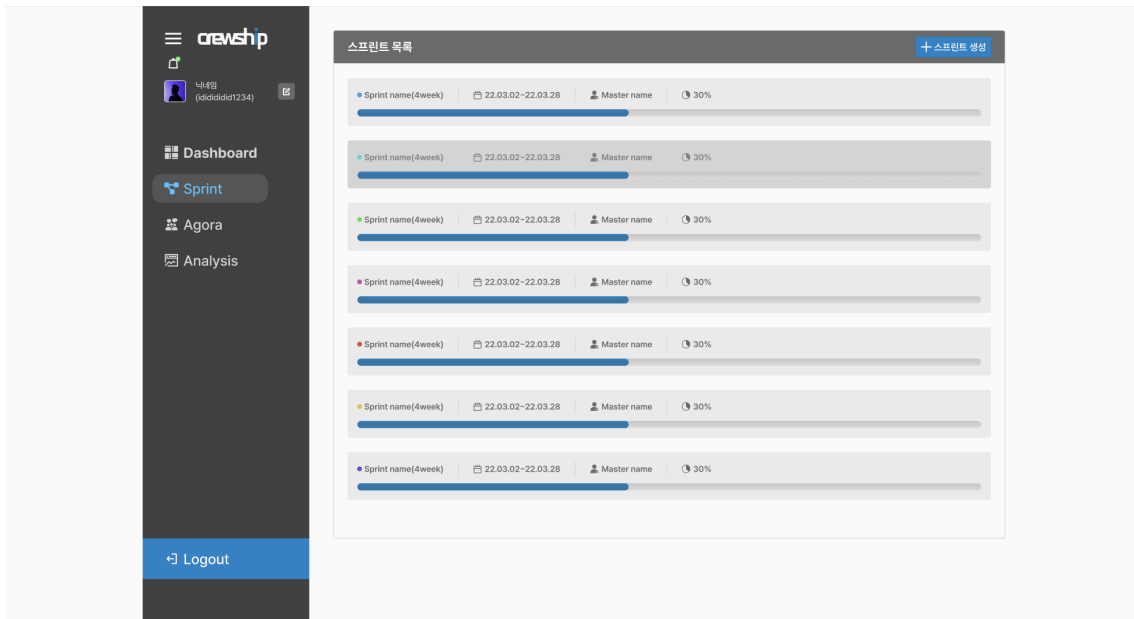 crewship
닉네임
(idididid1234)
Dashboard
Sprint
Agora
Analysis
Logout
스프린트 목록
스프린트 생성
Sprint name(4week) 22.03.02~22.03.28 Master name 30%
Sprint name(4week) 22.03.02~22.03.28 Master name 30%
Sprint name(4week) 22.03.02~22.03.28 Master name 30%
Sprint name(4week) 22.03.02~22.03.28 Master name 30%
Sprint name(4week) 22.03.02~22.03.28 Master name 30%
Sprint name(4week) 22.03.02~22.03.28 Master name 30%
Sprint name(4week) 22.03.02~22.03.28 Master name 30%